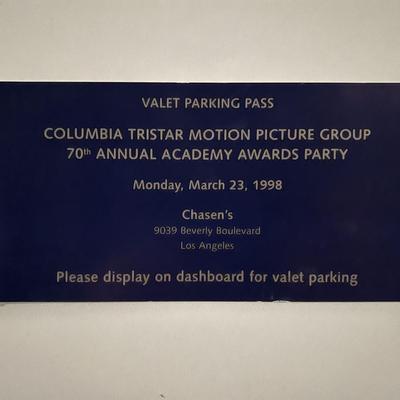 VALET PARKING PASS
COLUMBIA TRISTAR MOTION PICTURE GROUP
70th ANNUAL ACADEMY AWARDS PARTY
Monday, March 23, 1998
Chasen's
9039 Beverly Boulevard
Los Angeles
Please display on dashboard for valet parking